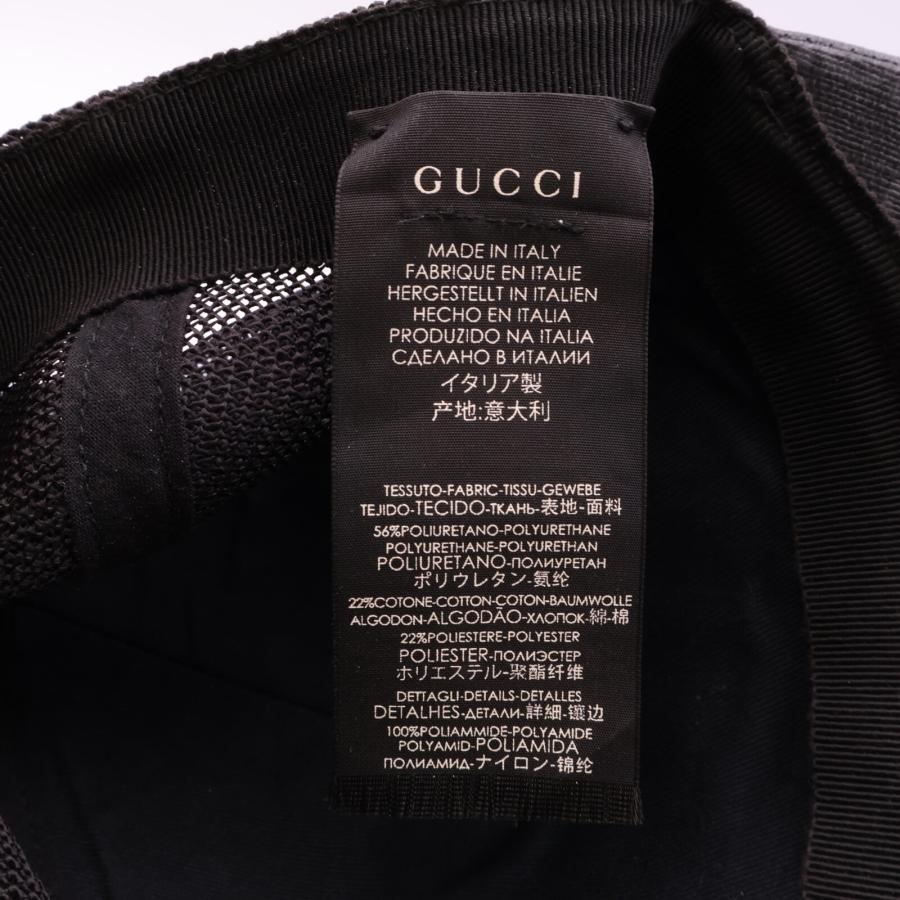 GUCCI
MADE IN ITALY
FABRIQUE EN ITALIE
HERGESTELLT IN ITALIEN
HECHO EN ITALIA
PRODUZIDO NA ITALIA
СДЕЛАНО В ИТАЛИИ
イタリア製
产地:意大利
TESSUTO-FABRIC-TISSU-GEWEBE
TEJIDO-TECIDO-ТКАНЬ-表地-面料
56%POLIURETANO-POLYURETHANE
POLYURETHANE-POLYURETHAN
POLIURETANO-ПОЛИУРЕТАН
ポリウレタン-氨纶
22%COTONE-COTTON-COTON-BAUMWOLLE
ALGODON-ALGODÃO-ХЛОПОК-綿-棉
22%POLIESTERE-POLYESTER
POLIESTER-ПОЛИЭСТЕР
ホリエステル-聚酯纤维
DETTAGLI-DETAILS-DETALLES
DETALHES-ДЕТАЛИ-詳細-镶边
100%POLIAMMIDE-POLYAMIDE
POLYAMID-POLIAMIDA
ПОЛИАМИД-ナイロン-锦纶